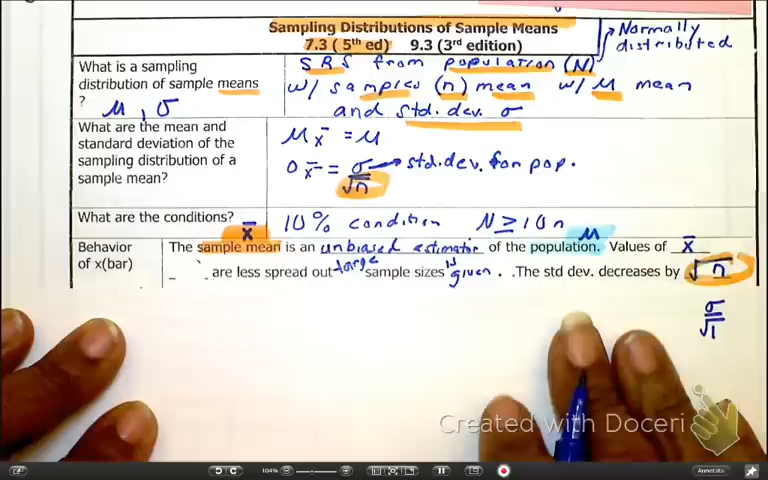 Sampling Distributions of Sample Means
7.3 ( 5th ed) 9.3 (3rd edition)
Normally
distributed
What is a sampling
distribution of sample means
?
μ , σ
SRS from population (N)
w/ samples (n) mean w/ μ mean
and std. dev. σ
What are the mean and
standard deviation of the
sampling distribution of a
sample mean?
μ x̄ = μ
σ x̄ = σ/√n → std. dev. for pop.
What are the conditions?
10% condition N ≥ 10n
x̄ μ
Behavior
of x(bar)
The sample mean is an unbiased estimator of the population. Values of x̄
are less spread out large sample sizes is given . .The std dev. decreases by √n
σ/√1
Created with Doceri
104%
Annotate